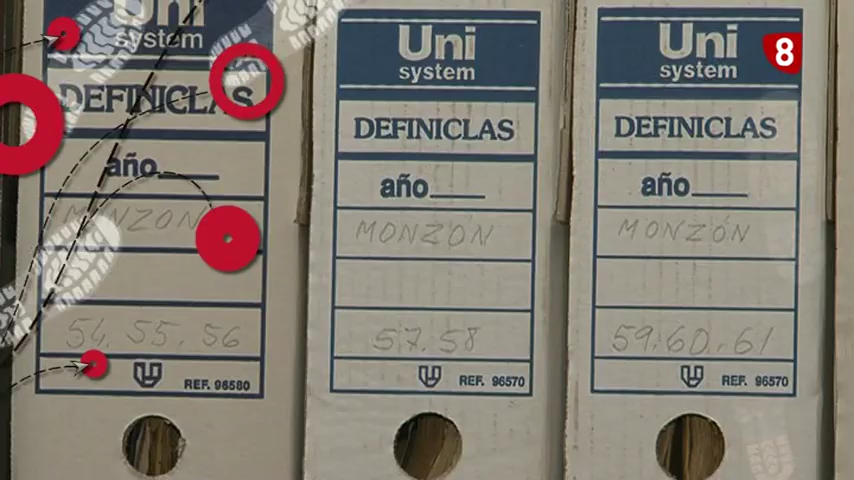 Uni
system
DEFINICLAS
año
MONZON
54. 55. 56
REF. 96580
Uni
system
DEFINICLAS
año
MONZON
57. 58
REF. 96570
Uni
system
DEFINICLAS
año
MONZÓN
59. 60. 61
REF. 96570
8